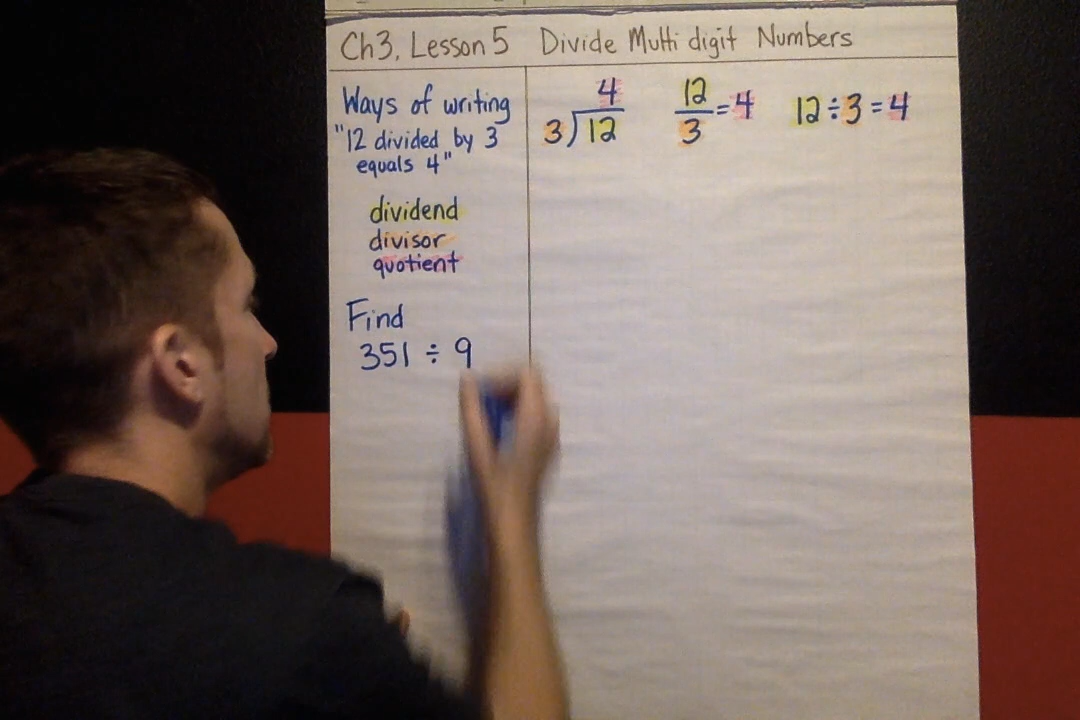 Ch3, Lesson 5 Divide Multi digit Numbers
Ways of writing
"12 divided by 3
equals 4"
dividend
divisor
quotient
Find
351 ÷ 9
4
3)12
12/3 = 4
12 ÷ 3 = 4